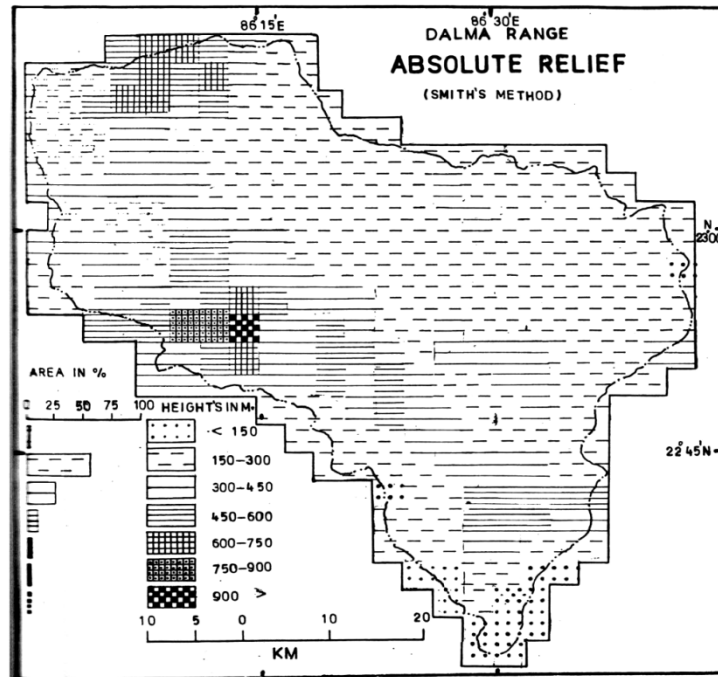 86°15'E
86°30'E
DALMA RANGE
ABSOLUTE RELIEF
(SMITH'S METHOD)
N
23°00
AREA IN %
0 25 50 75 100
HEIGHTS IN M.
< 150
150-300
300-450
450-600
600-750
750-900
900 >
22°45'N
10 5 0 10 20
KM